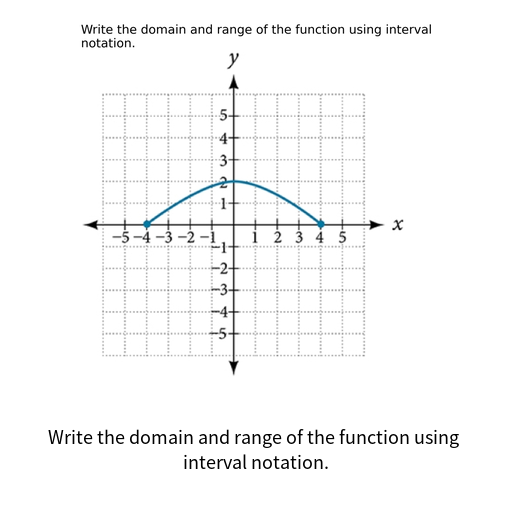 Write the domain and range of the function using interval
notation.
y
5
4
3
2
1
-5 -4 -3 -2 -1 1 2 3 4 5 x
-1
-2
-3
-4
-5
Write the domain and range of the function using
interval notation.